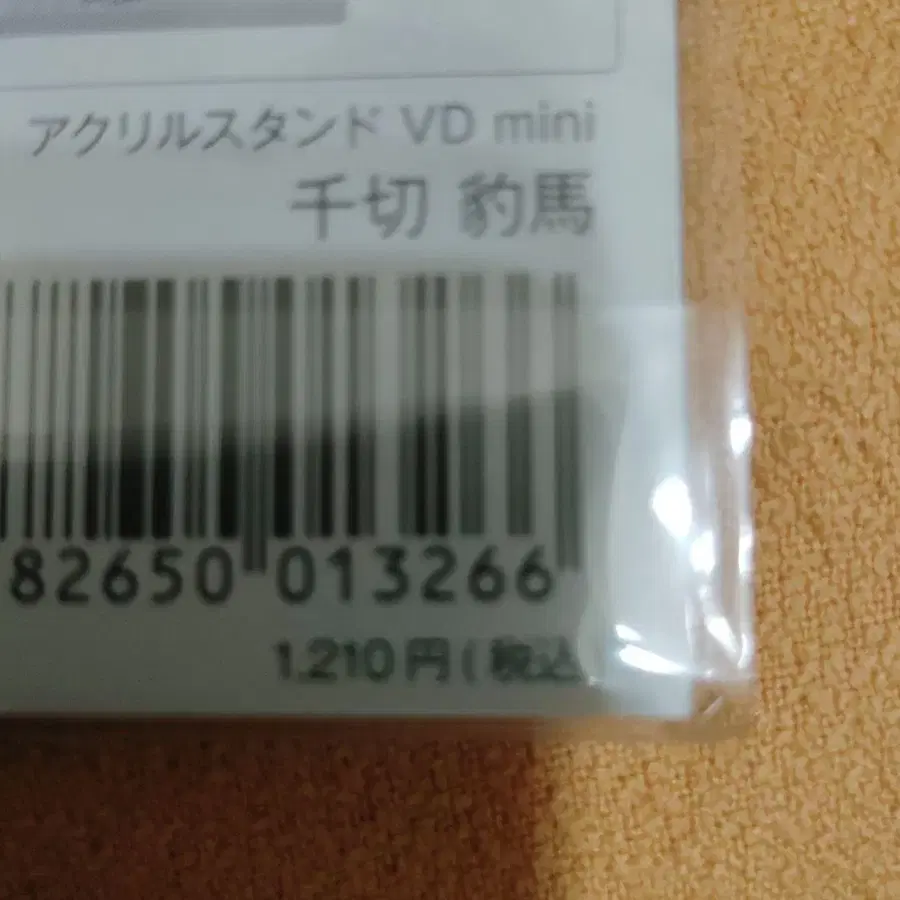 アクリルスタンド VD mini
千切 豹馬
82650 013266
1,210円(税込